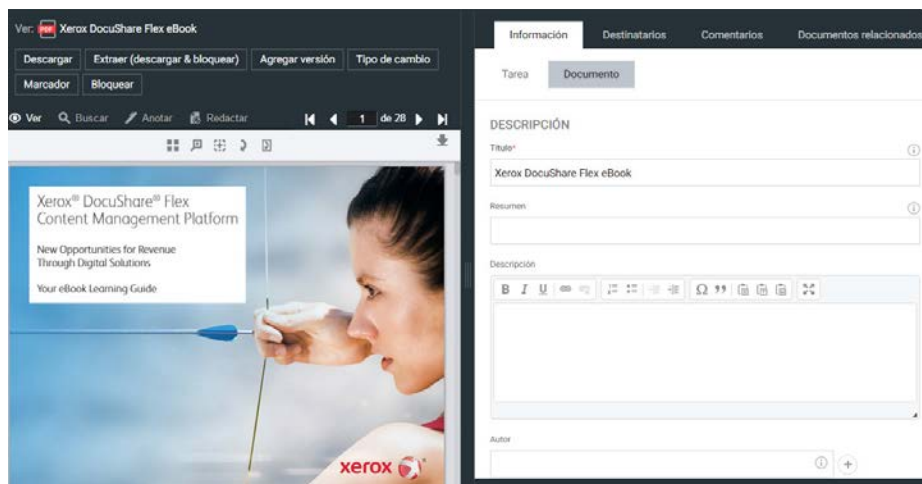 Ver: PDF Xerox DocuShare Flex eBook
Descargar Extraer (descargar & bloquear) Agregar versión Tipo de cambio
Marcador Bloquear
Ver Buscar Anotar Redactar 1 de 28
Xerox® DocuShare® Flex
Content Management Platform
New Opportunities for Revenue
Through Digital Solutions
Your eBook Learning Guide
xerox
Información Destinatarios Comentarios Documentos relacionados
Tarea Documento
DESCRIPCIÓN
Título*
Xerox DocuShare Flex eBook
Resumen
Descripción
B I U Ω
Autor